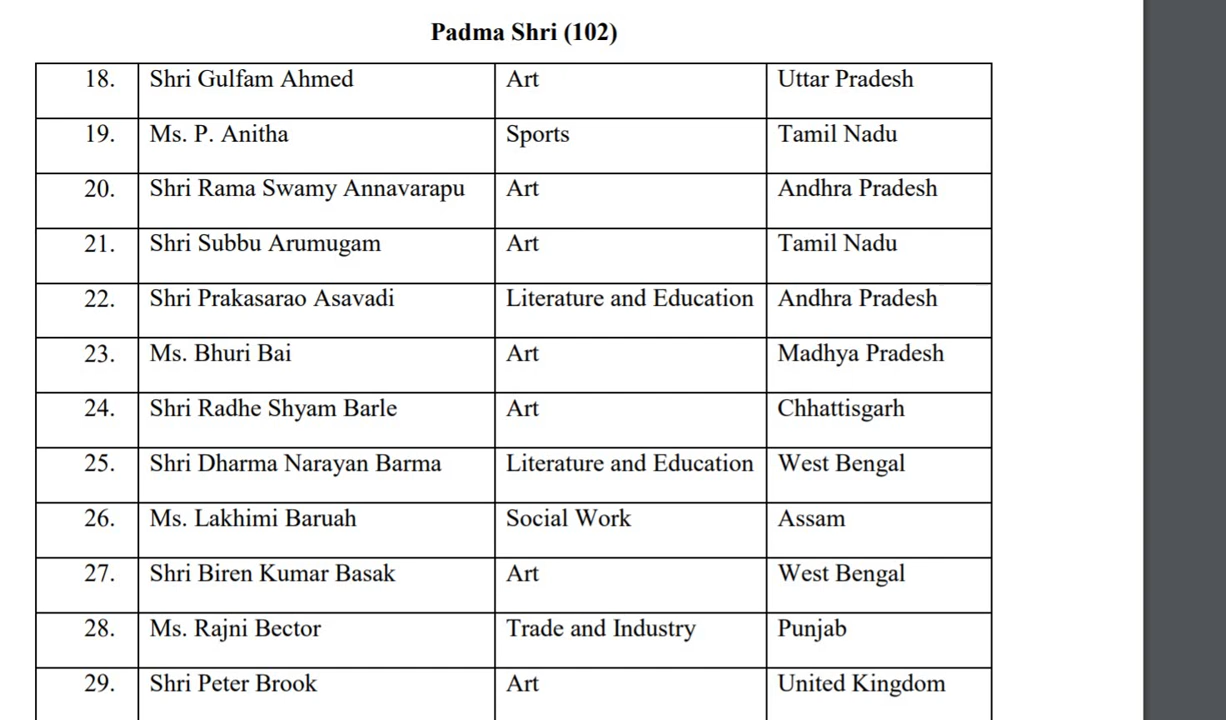 Padma Shri (102)
18. Shri Gulfam Ahmed Art Uttar Pradesh
19. Ms. P. Anitha Sports Tamil Nadu
20. Shri Rama Swamy Annavarapu Art Andhra Pradesh
21. Shri Subbu Arumugam Art Tamil Nadu
22. Shri Prakasarao Asavadi Literature and Education Andhra Pradesh
23. Ms. Bhuri Bai Art Madhya Pradesh
24. Shri Radhe Shyam Barle Art Chhattisgarh
25. Shri Dharma Narayan Barma Literature and Education West Bengal
26. Ms. Lakhimi Baruah Social Work Assam
27. Shri Biren Kumar Basak Art West Bengal
28. Ms. Rajni Bector Trade and Industry Punjab
29. Shri Peter Brook Art United Kingdom